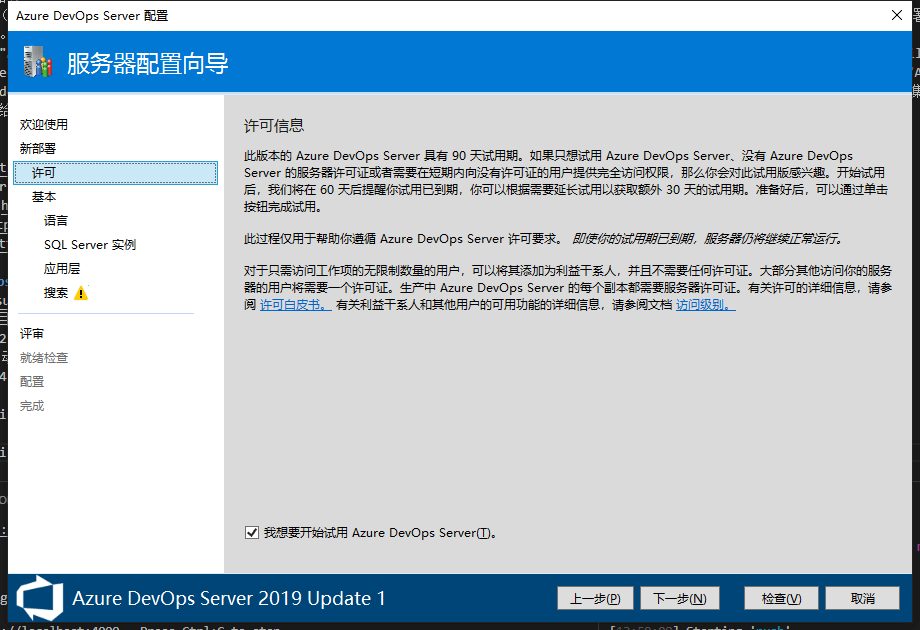 Azure DevOps Server 配置
服务器配置向导
欢迎使用
新部署
许可
基本
语言
SQL Server 实例
应用层
搜索
评审
就绪检查
配置
完成
许可信息
此版本的 Azure DevOps Server 具有 90 天试用期。如果只想试用 Azure DevOps Server、没有 Azure DevOps
Server 的服务器许可证或者需要在短期内向没有许可证的用户提供完全访问权限，那么你会对此试用版感兴趣。开始试用
后，我们将在 60 天后提醒你试用已到期，你可以根据需要延长试用以获取额外 30 天的试用期。准备好后，可以通过单击
按钮完成试用。
此过程仅用于帮助你遵循 Azure DevOps Server 许可要求。 即使你的试用期已到期，服务器仍将继续正常运行。
对于只需访问工作项的无限制数量的用户，可以将其添加为利益干系人，并且不需要任何许可证。大部分其他访问你的服务
器的用户将需要一个许可证。生产中 Azure DevOps Server 的每个副本都需要服务器许可证。有关许可的详细信息，请参
阅 许可白皮书。 有关利益干系人和其他用户的可用功能的详细信息，请参阅文档 访问级别。
我想要开始试用 Azure DevOps Server(T)。
Azure DevOps Server 2019 Update 1
上一步(P)
下一步(N)
检查(V)
取消